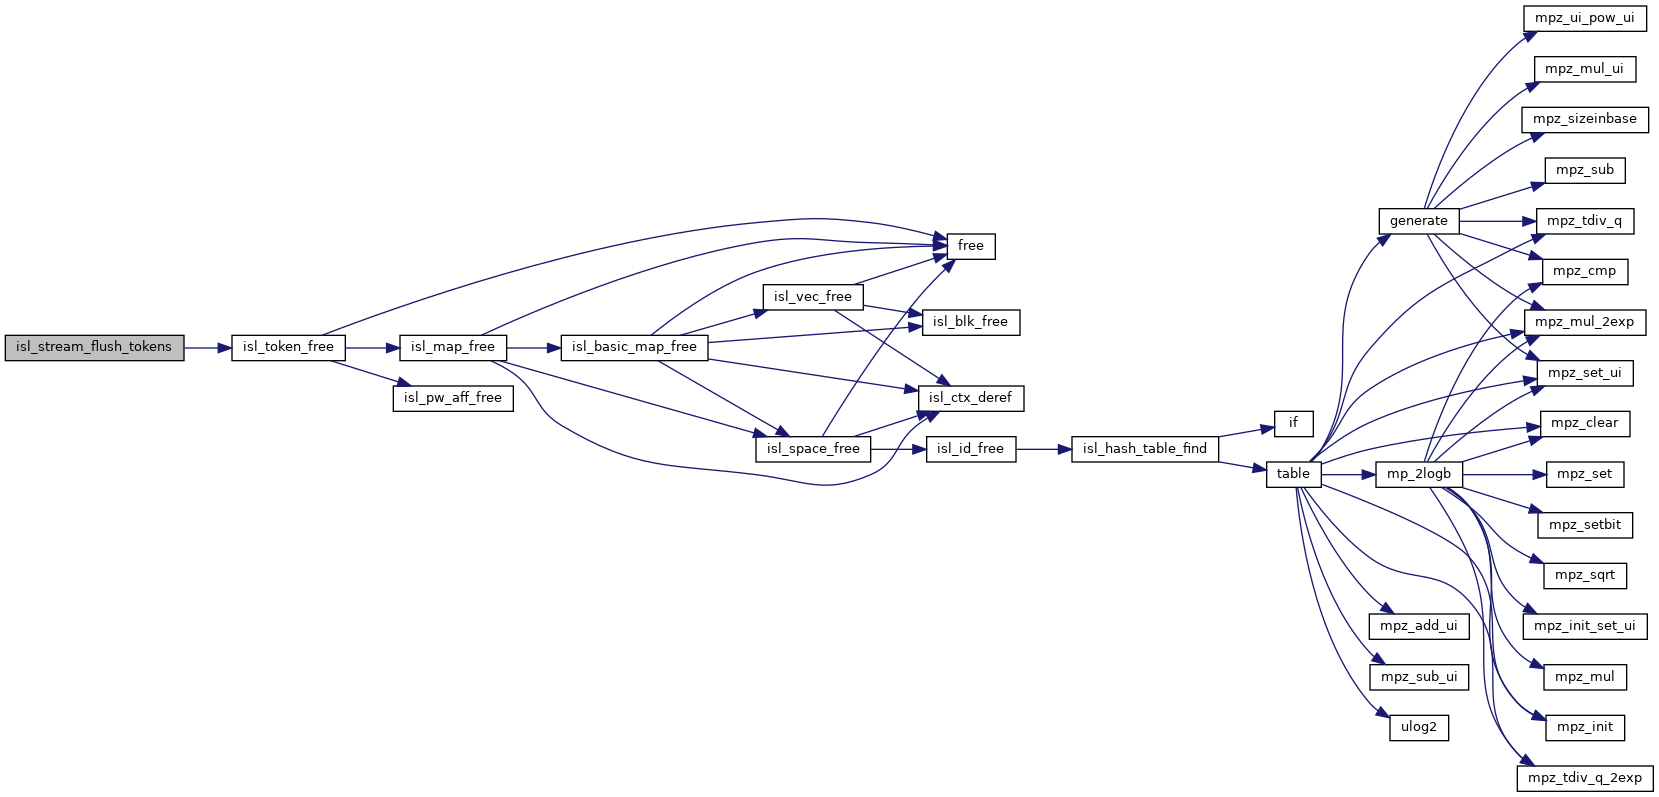 isl_stream_flush_tokens
isl_token_free
isl_map_free
isl_pw_aff_free
isl_basic_map_free
isl_vec_free
isl_space_free
free
isl_blk_free
isl_ctx_deref
isl_id_free
isl_hash_table_find
if
table
generate
mp_2logb
mpz_add_ui
mpz_sub_ui
ulog2
mpz_ui_pow_ui
mpz_mul_ui
mpz_sizeinbase
mpz_sub
mpz_tdiv_q
mpz_cmp
mpz_mul_2exp
mpz_set_ui
mpz_clear
mpz_set
mpz_setbit
mpz_sqrt
mpz_init_set_ui
mpz_mul
mpz_init
mpz_tdiv_q_2exp